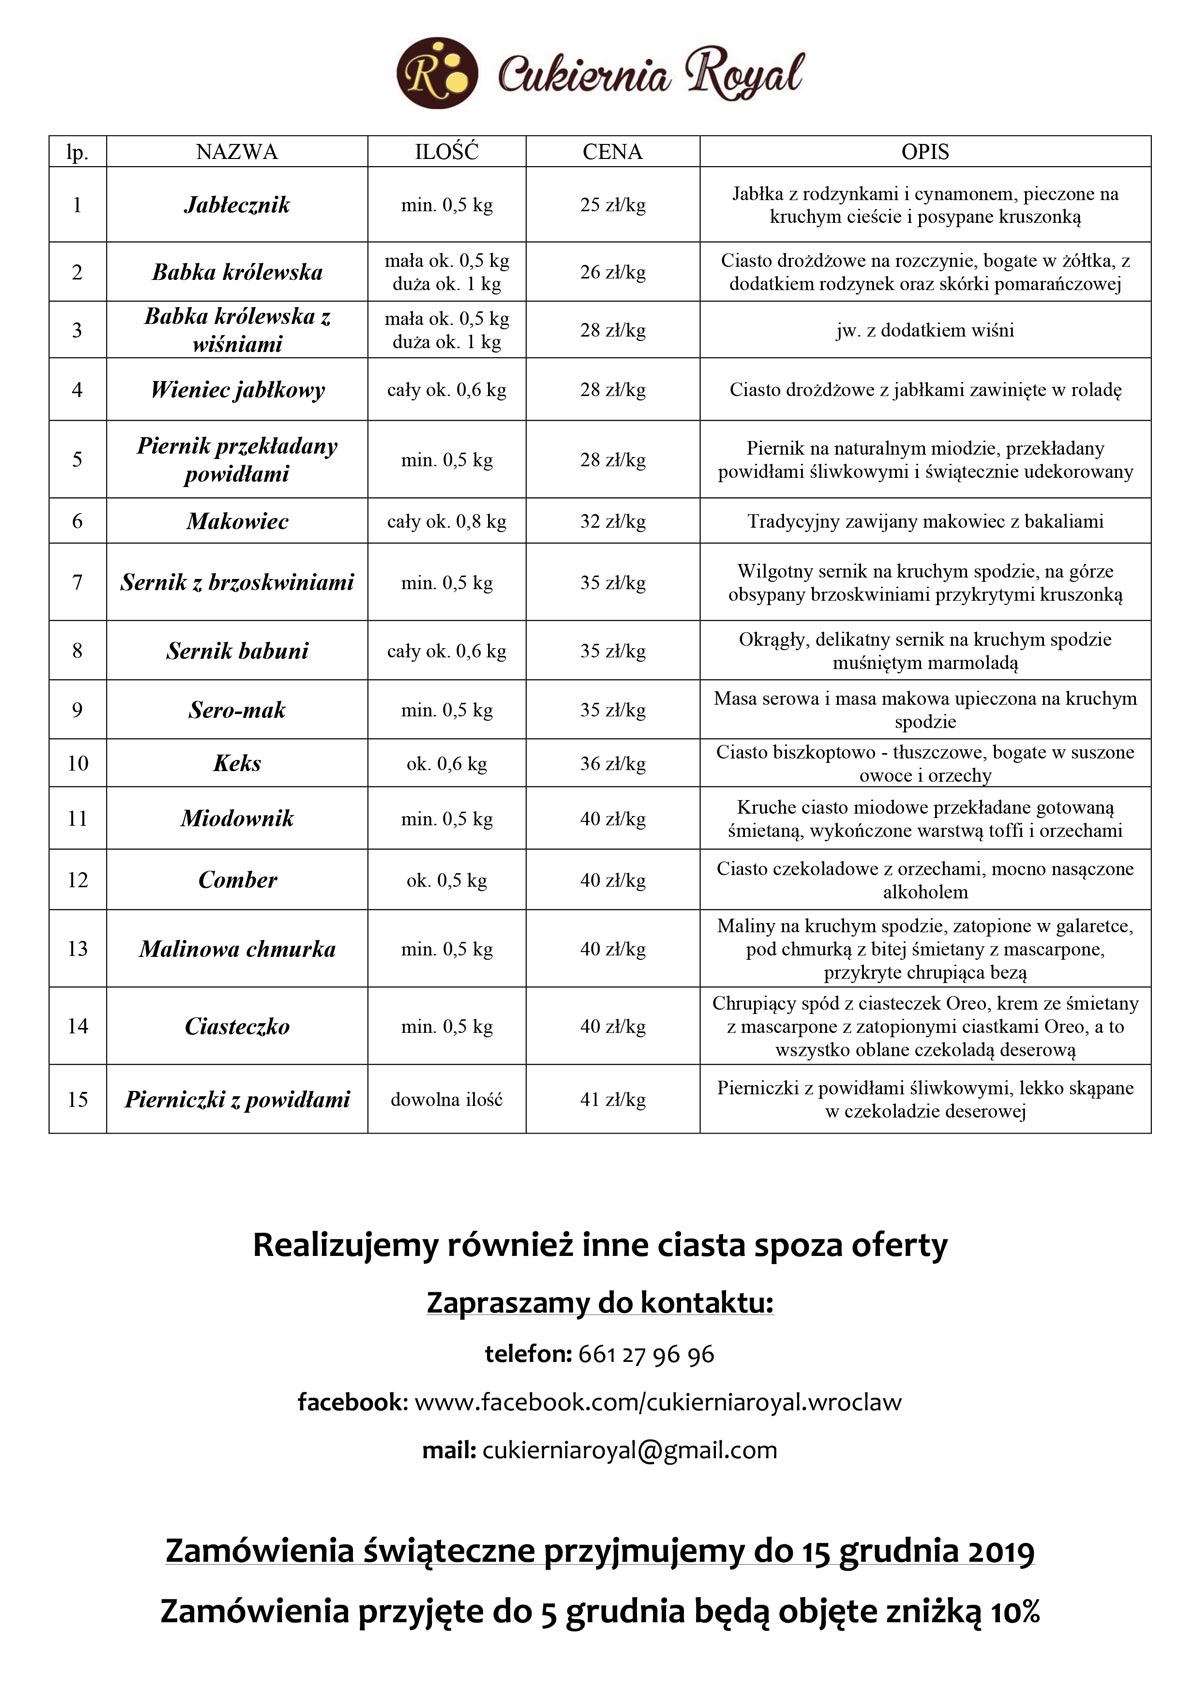 R
Cukiernia Royal
lp. NAZWA ILOŚĆ CENA OPIS
1 Jabłecznik min. 0,5 kg 25 zł/kg Jabłka z rodzynkami i cynamonem, pieczone na
kruchym cieście i posypane kruszonką
2 Babka królewska mała ok. 0,5 kg
duża ok. 1 kg 26 zł/kg Ciasto drożdżowe na rozczynie, bogate w żółtka, z
dodatkiem rodzynek oraz skórki pomarańczowej
3 Babka królewska z
wiśniami mała ok. 0,5 kg
duża ok. 1 kg 28 zł/kg jw. z dodatkiem wiśni
4 Wieniec jabłkowy cały ok. 0,6 kg 28 zł/kg Ciasto drożdżowe z jabłkami zawinięte w roladę
5 Piernik przekładany
powidłami min. 0,5 kg 28 zł/kg Piernik na naturalnym miodzie, przekładany
powidłami śliwkowymi i świątecznie udekorowany
6 Makowiec cały ok. 0,8 kg 32 zł/kg Tradycyjny zawijany makowiec z bakaliami
7 Sernik z brzoskwiniami min. 0,5 kg 35 zł/kg Wilgotny sernik na kruchym spodzie, na górze
obsypany brzoskwiniami przykrytymi kruszonką
8 Sernik babuni cały ok. 0,6 kg 35 zł/kg Okrągły, delikatny sernik na kruchym spodzie
muśniętym marmoladą
9 Sero-mak min. 0,5 kg 35 zł/kg Masa serowa i masa makowa upieczona na kruchym
spodzie
10 Keks ok. 0,6 kg 36 zł/kg Ciasto biszkoptowo - tłuszczowe, bogate w suszone
owoce i orzechy
11 Miodownik min. 0,5 kg 40 zł/kg Kruche ciasto miodowe przekładane gotowaną
śmietaną, wykończone warstwą toffi i orzechami
12 Comber ok. 0,5 kg 40 zł/kg Ciasto czekoladowe z orzechami, mocno nasączone
alkoholem
13 Malinowa chmurka min. 0,5 kg 40 zł/kg Maliny na kruchym spodzie, zatopione w galaretce,
pod chmurką z bitej śmietany z mascarpone,
przykryte chrupiąca bezą
14 Ciasteczko min. 0,5 kg 40 zł/kg Chrupiący spód z ciasteczek Oreo, krem ze śmietany
z mascarpone z zatopionymi ciastkami Oreo, a to
wszystko oblane czekoladą deserową
15 Pierniczki z powidłami dowolna ilość 41 zł/kg Pierniczki z powidłami śliwkowymi, lekko skąpane
w czekoladzie deserowej
Realizujemy również inne ciasta spoza oferty
Zapraszamy do kontaktu:
telefon: 661 27 96 96
facebook: www.facebook.com/cukierniaroyal.wroclaw
mail: cukierniaroyal@gmail.com
Zamówienia świąteczne przyjmujemy do 15 grudnia 2019
Zamówienia przyjęte do 5 grudnia będą objęte zniżką 10%